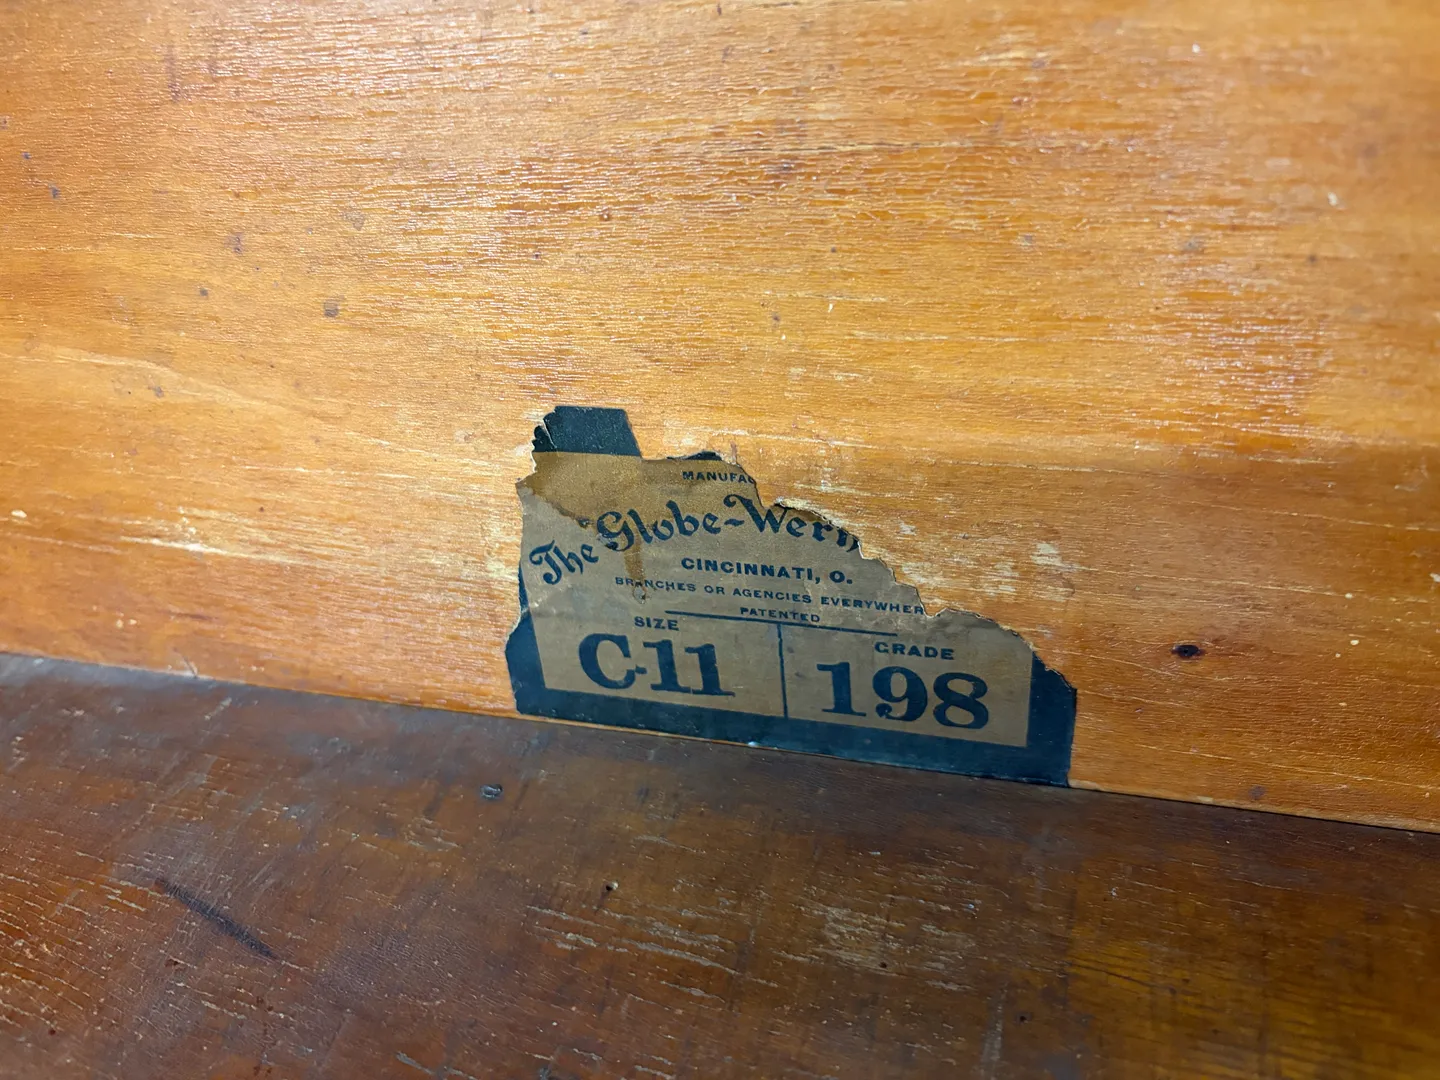 MANUFAC
The Globe-Wern
CINCINNATI, O.
BRANCHES OR AGENCIES EVERYWHER
PATENTED
SIZE
C-11
GRADE
198